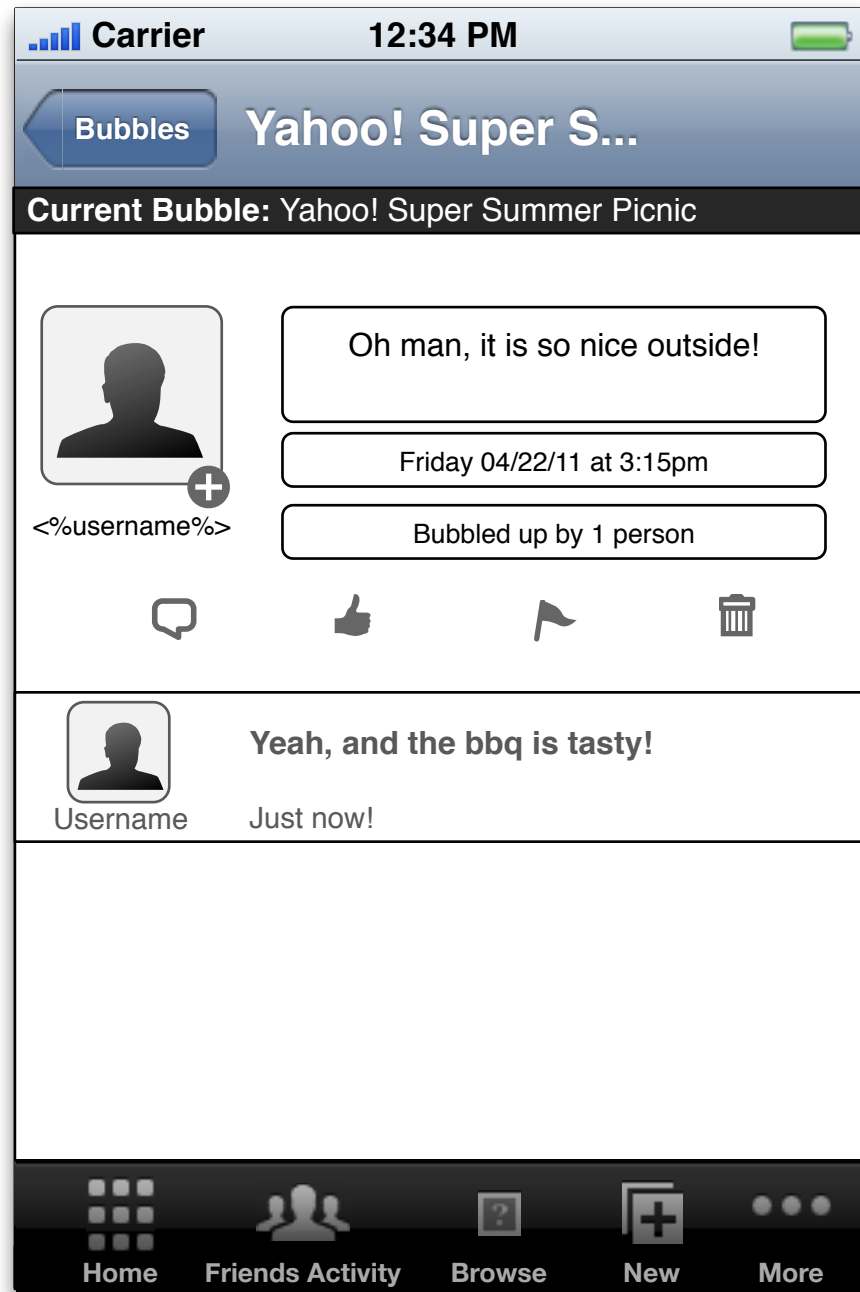 Carrier 12:34 PM
Bubbles Yahoo! Super S...
Current Bubble: Yahoo! Super Summer Picnic
Oh man, it is so nice outside!
Friday 04/22/11 at 3:15pm
<%username%>
Bubbled up by 1 person
Yeah, and the bbq is tasty!
Username Just now!
?
Home Friends Activity Browse New More